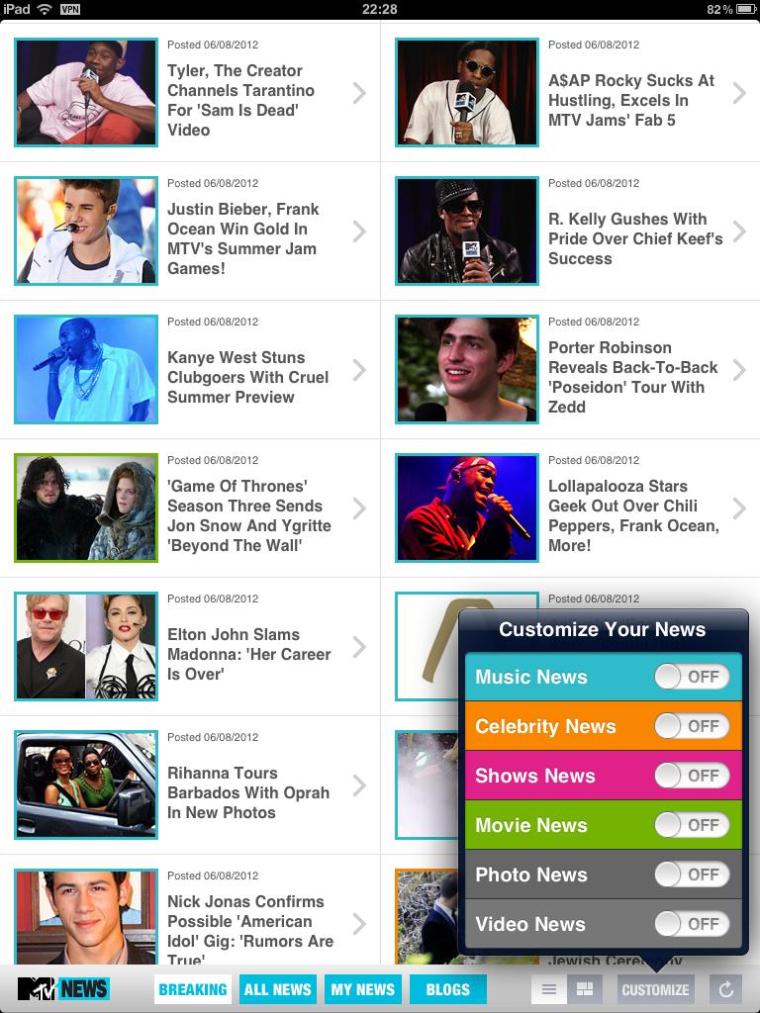 iPad VPN 22:28 82%
Posted 06/08/2012
Tyler, The Creator
Channels Tarantino
For 'Sam Is Dead'
Video
Posted 06/08/2012
A$AP Rocky Sucks At
Hustling, Excels In
MTV Jams' Fab 5
Posted 06/08/2012
Justin Bieber, Frank
Ocean Win Gold In
MTV's Summer Jam
Games!
Posted 06/08/2012
R. Kelly Gushes With
Pride Over Chief Keef's
Success
Posted 06/08/2012
Kanye West Stuns
Clubgoers With Cruel
Summer Preview
Posted 06/08/2012
Porter Robinson
Reveals Back-To-Back
'Poseidon' Tour With
Zedd
Posted 06/08/2012
'Game Of Thrones'
Season Three Sends
Jon Snow And Ygritte
'Beyond The Wall'
Posted 06/08/2012
Lollapalooza Stars
Geek Out Over Chili
Peppers, Frank Ocean,
More!
Posted 06/08/2012
Elton John Slams
Madonna: 'Her Career
Is Over'
Posted 06/08/2012
Posted 06/08/2012
Rihanna Tours
Barbados With Oprah
In New Photos
Posted 06/08/2012
Nick Jonas Confirms
Possible 'American
Idol' Gig: 'Rumors Are
True'
Jewish Ceremony
Customize Your News
Music News OFF
Celebrity News OFF
Shows News OFF
Movie News OFF
Photo News OFF
Video News OFF
MTV NEWS BREAKING ALL NEWS MY NEWS BLOGS CUSTOMIZE